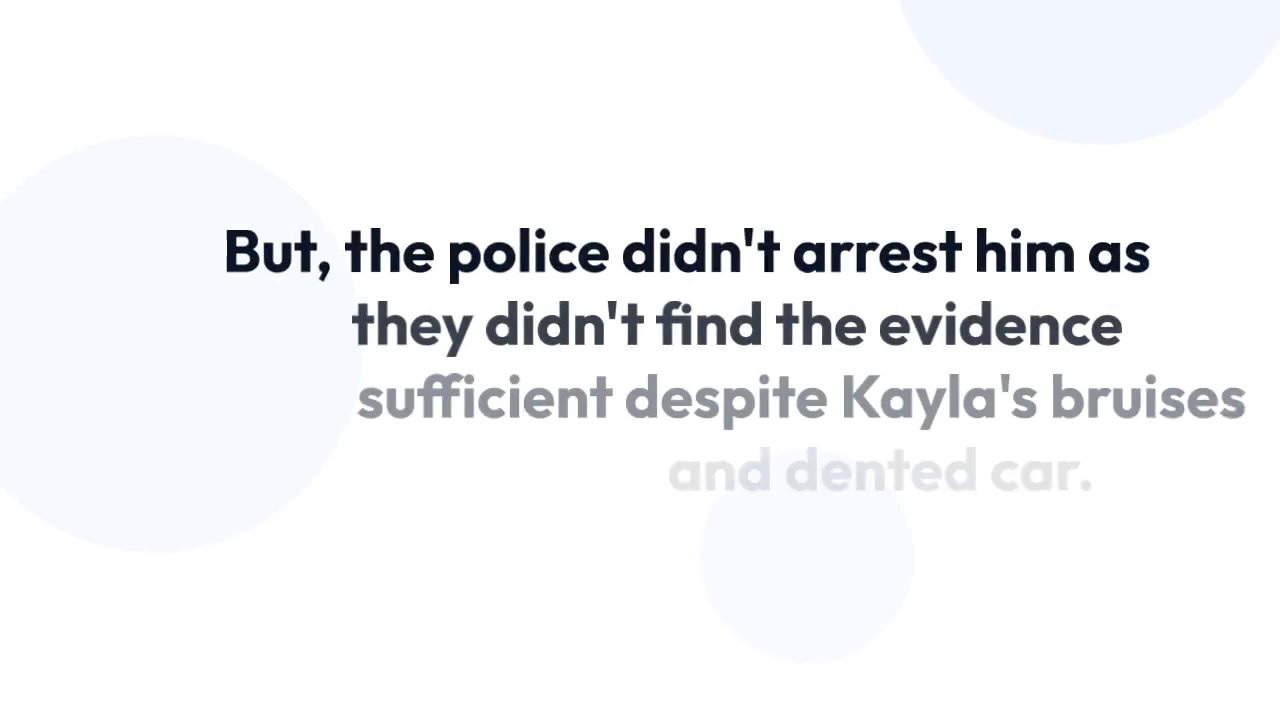 But, the police didn't arrest him as
they didn't find the evidence
sufficient despite Kayla's bruises
and dented car.